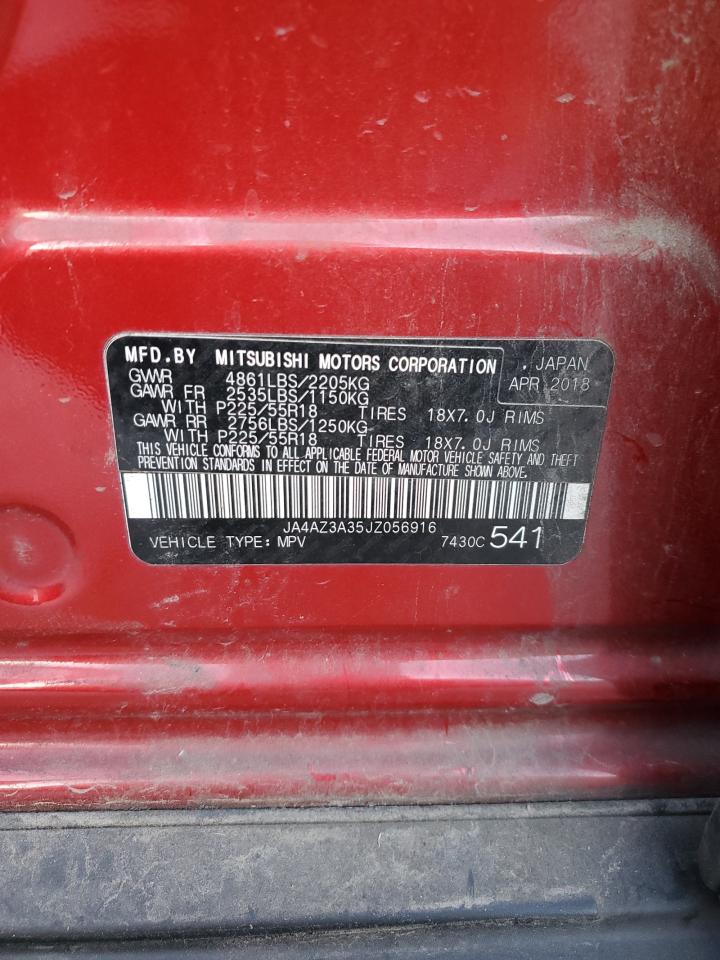 MFD.BY MITSUBISHI MOTORS CORPORATION . JAPAN
GVWR 4861LBS/2205KG APR 2018
GAWR FR 2535LBS/1150KG
WITH P225/55R18 TIRES 18X7.0J RIMS
GAWR RR 2756LBS/1250KG
WITH P225/55R18 TIRES 18X7.0J RIMS
THIS VEHICLE CONFORMS TO ALL APPLICABLE FEDERAL MOTOR VEHICLE SAFETY AND THEFT
PREVENTION STANDARDS IN EFFECT ON THE DATE OF MANUFACTURE SHOWN ABOVE.
JA4AZ3A35JZ056916
VEHICLE TYPE: MPV 7430C 541